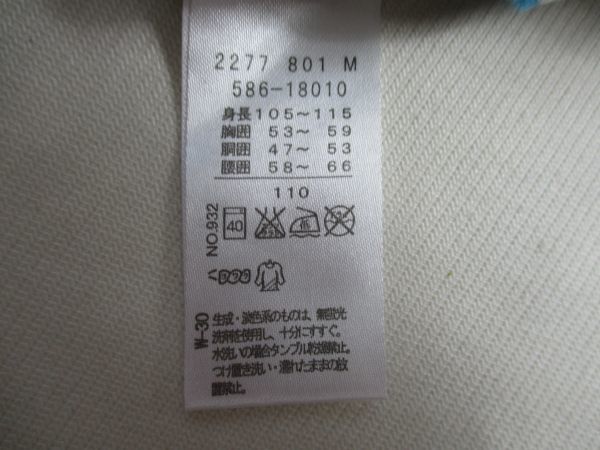 2277 801 M
586-18010
身長105〜115
胸囲 53〜 59
胴囲 47〜 53
腰囲 58〜 66
110
NO.932
40
W-30
生成・淡色系のものは、無蛍光
洗剤を使用し、十分にすすぐ。
水洗いの場合タンブル乾燥禁止。
つけ置き洗い・濡れたままの放
置禁止。